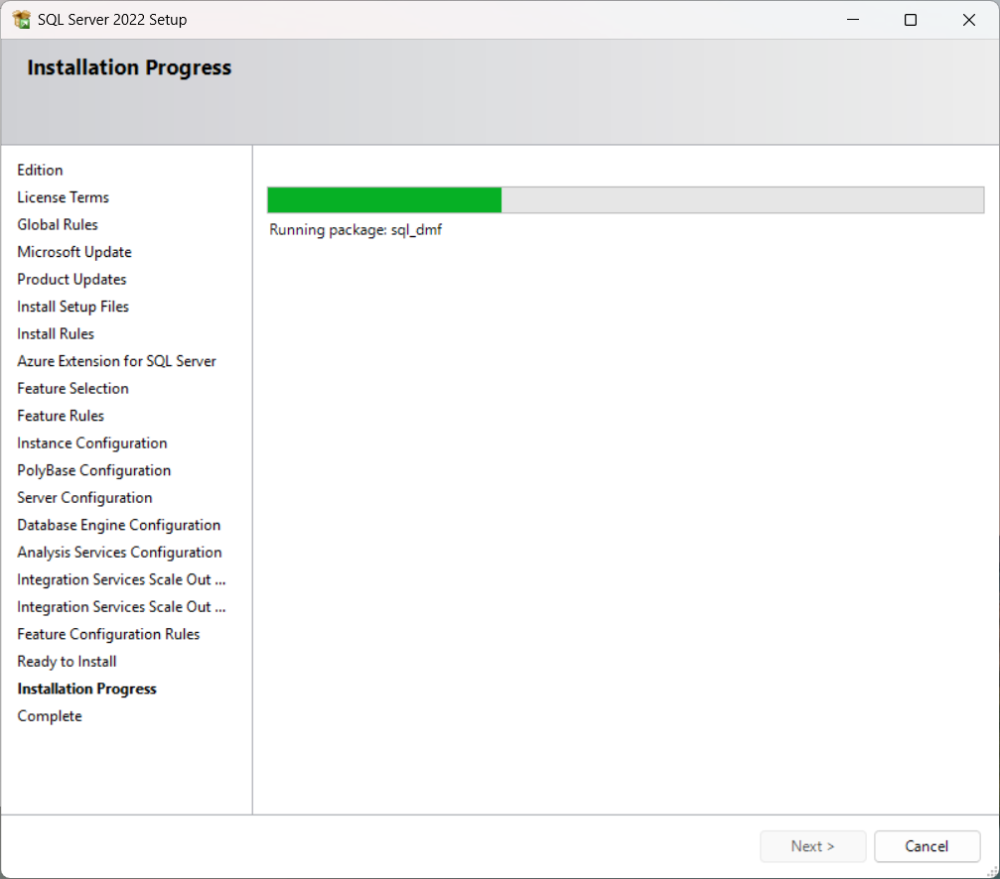 SQL Server 2022 Setup
Installation Progress
Edition
License Terms
Global Rules
Microsoft Update
Product Updates
Install Setup Files
Install Rules
Azure Extension for SQL Server
Feature Selection
Feature Rules
Instance Configuration
PolyBase Configuration
Server Configuration
Database Engine Configuration
Analysis Services Configuration
Integration Services Scale Out ...
Integration Services Scale Out ...
Feature Configuration Rules
Ready to Install
Installation Progress
Complete
Running package: sql_dmf
Next >
Cancel